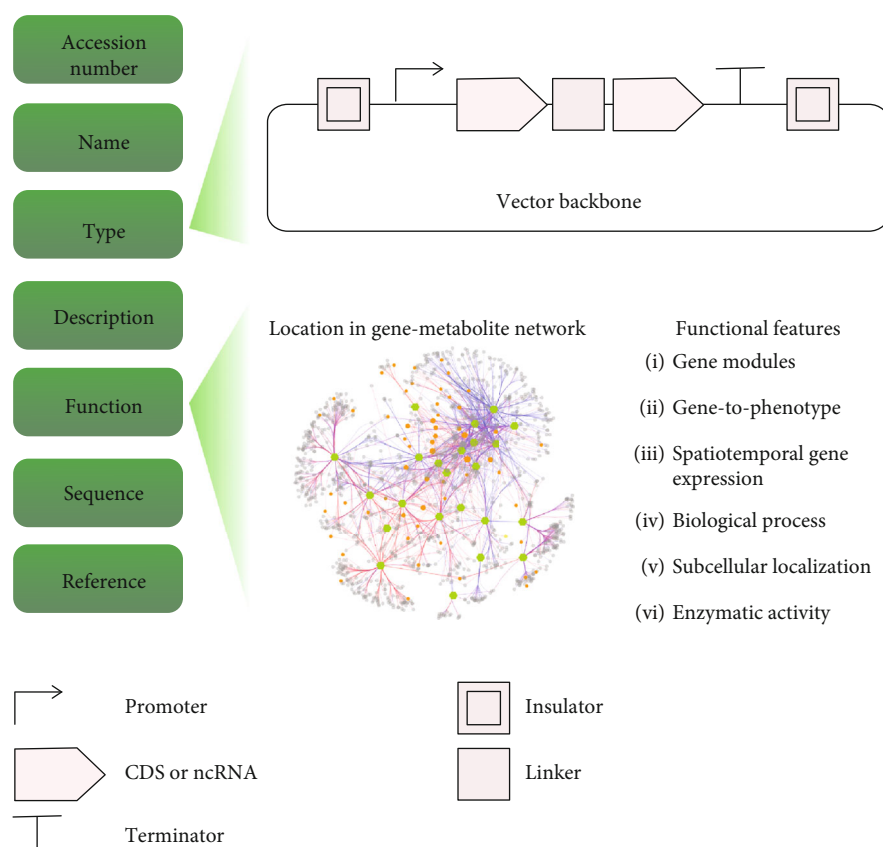 Accession
number
Name
Type
Description
Function
Sequence
Reference
Vector backbone
Location in gene-metabolite network
Functional features
(i) Gene modules
(ii) Gene-to-phenotype
(iii) Spatiotemporal gene
expression
(iv) Biological process
(v) Subcellular localization
(vi) Enzymatic activity
Promoter
Insulator
CDS or ncRNA
Linker
Terminator